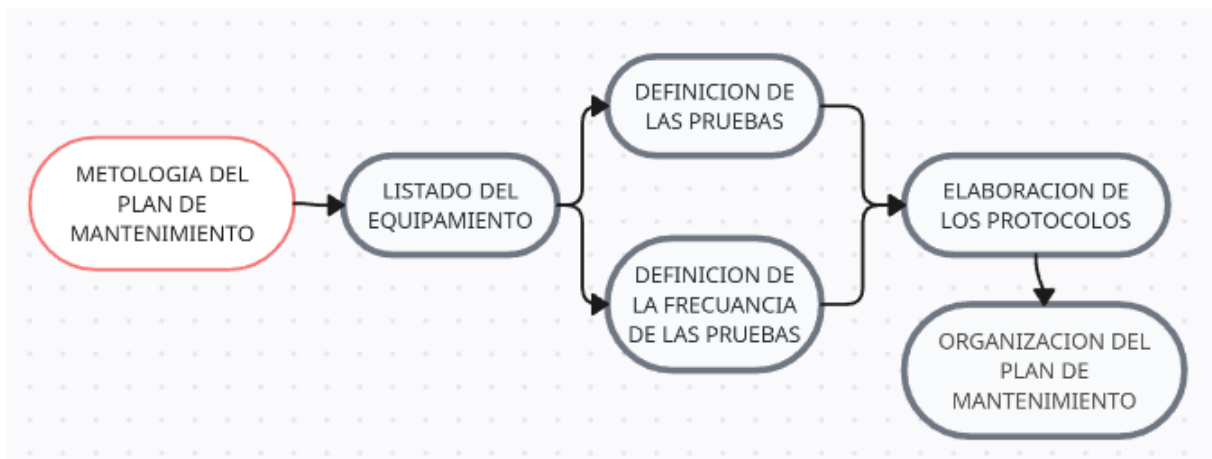 METOLOGIA DEL
PLAN DE
MANTENIMIENTO
LISTADO DEL
EQUIPAMIENTO
DEFINICION DE
LAS PRUEBAS
DEFINICION DE
LA FRECUANCIA
DE LAS PRUEBAS
ELABORACION DE
LOS PROTOCOLOS
ORGANIZACION DEL
PLAN DE
MANTENIMIENTO